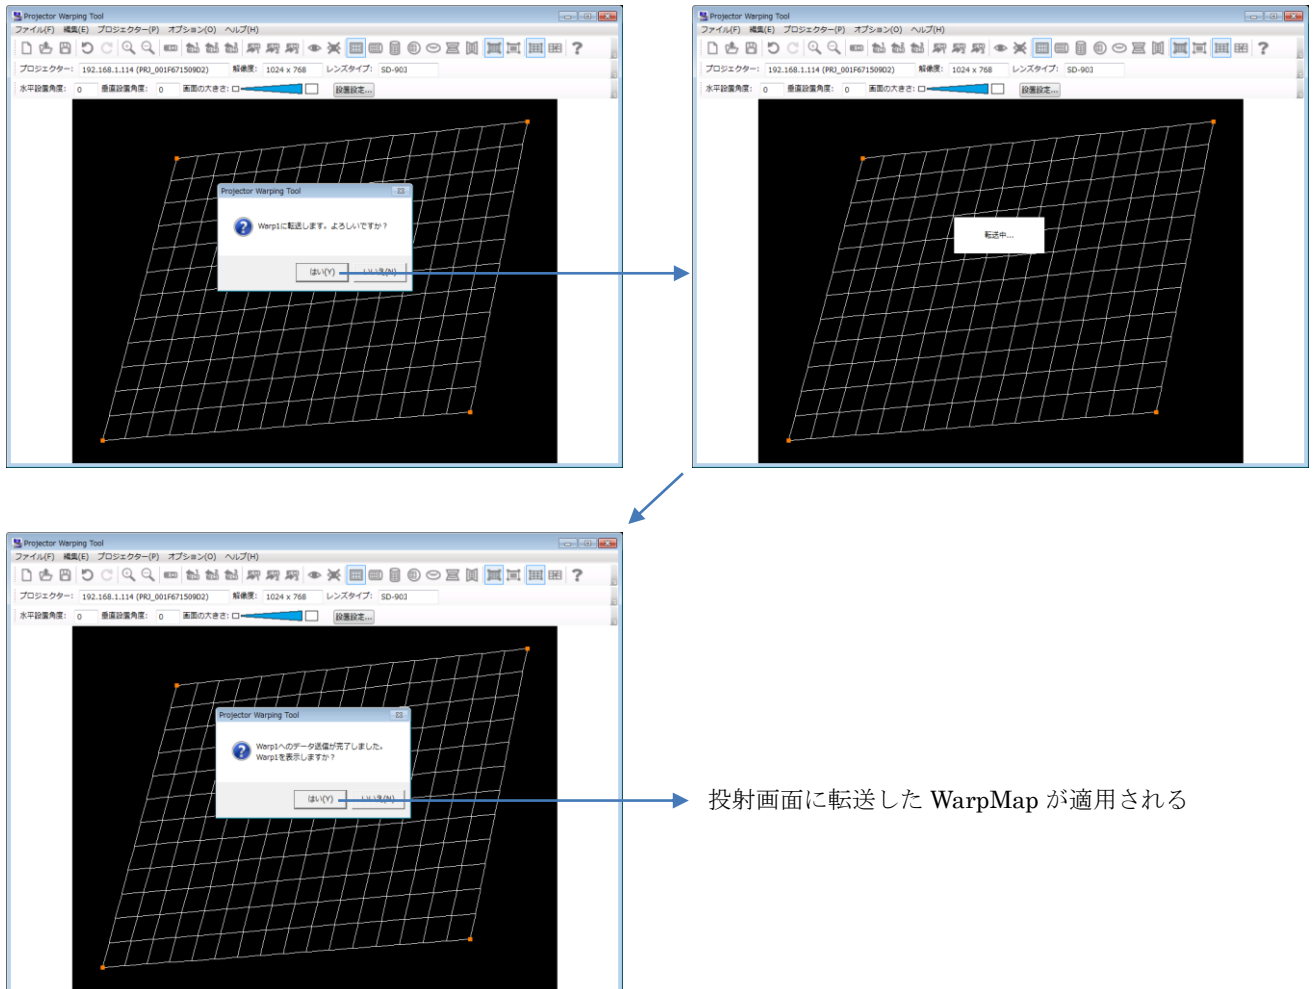 Projector Warping Tool
ファイル(F) 編集(E) プロジェクター(P) オプション(O) ヘルプ(H)
プロジェクター: 192.168.1.114 (PRJ_001F671509D2) 解像度: 1024 x 768 レンズタイプ: SD-903
水平設置角度: 0 垂直設置角度: 0 画面の大きさ: 設置設定...
Projector Warping Tool
Warp1に転送します。よろしいですか?
はい(Y) いいえ(N)
Projector Warping Tool
ファイル(F) 編集(E) プロジェクター(P) オプション(O) ヘルプ(H)
プロジェクター: 192.168.1.114 (PRJ_001F671509D2) 解像度: 1024 x 768 レンズタイプ: SD-903
水平設置角度: 0 垂直設置角度: 0 画面の大きさ: 設置設定...
転送中...
Projector Warping Tool
ファイル(F) 編集(E) プロジェクター(P) オプション(O) ヘルプ(H)
プロジェクター: 192.168.1.114 (PRJ_001F671509D2) 解像度: 1024 x 768 レンズタイプ: SD-903
水平設置角度: 0 垂直設置角度: 0 画面の大きさ: 設置設定...
Projector Warping Tool
Warp1へのデータ送信が完了しました。
Warp1を表示しますか?
はい(Y) いいえ(N)
投射画面に転送した WarpMap が適用される